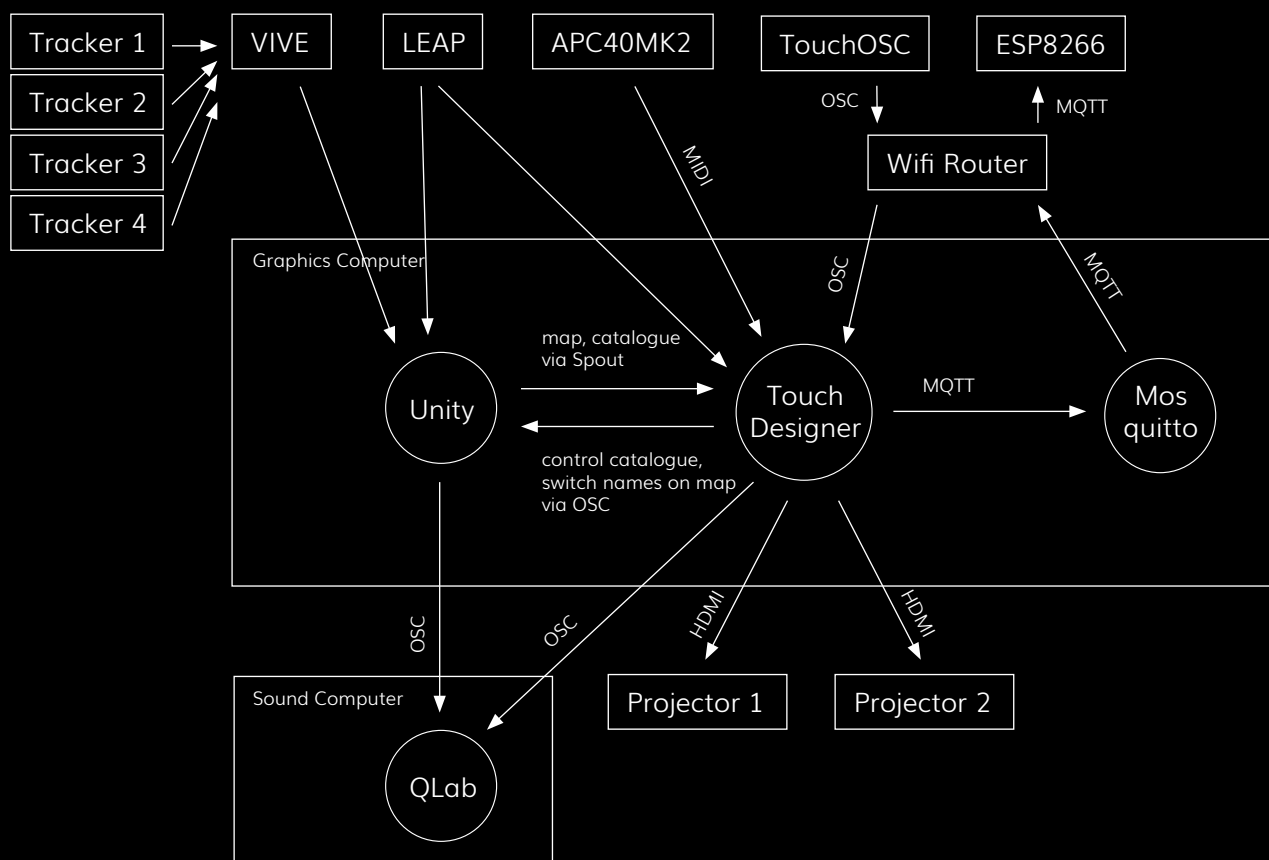 Tracker 1
VIVE
LEAP
APC40MK2
TouchOSC
ESP8266
Tracker 2
OSC
MQTT
Tracker 3
MIDI
Wifi Router
Tracker 4
Graphics Computer
OSC
MQTT
map, catalogue
via Spout
Unity
Touch
Designer
MQTT
Mos
quitto
control catalogue,
switch names on map
via OSC
OSC
OSC
HDMI
HDMI
Sound Computer
Projector 1
Projector 2
QLab